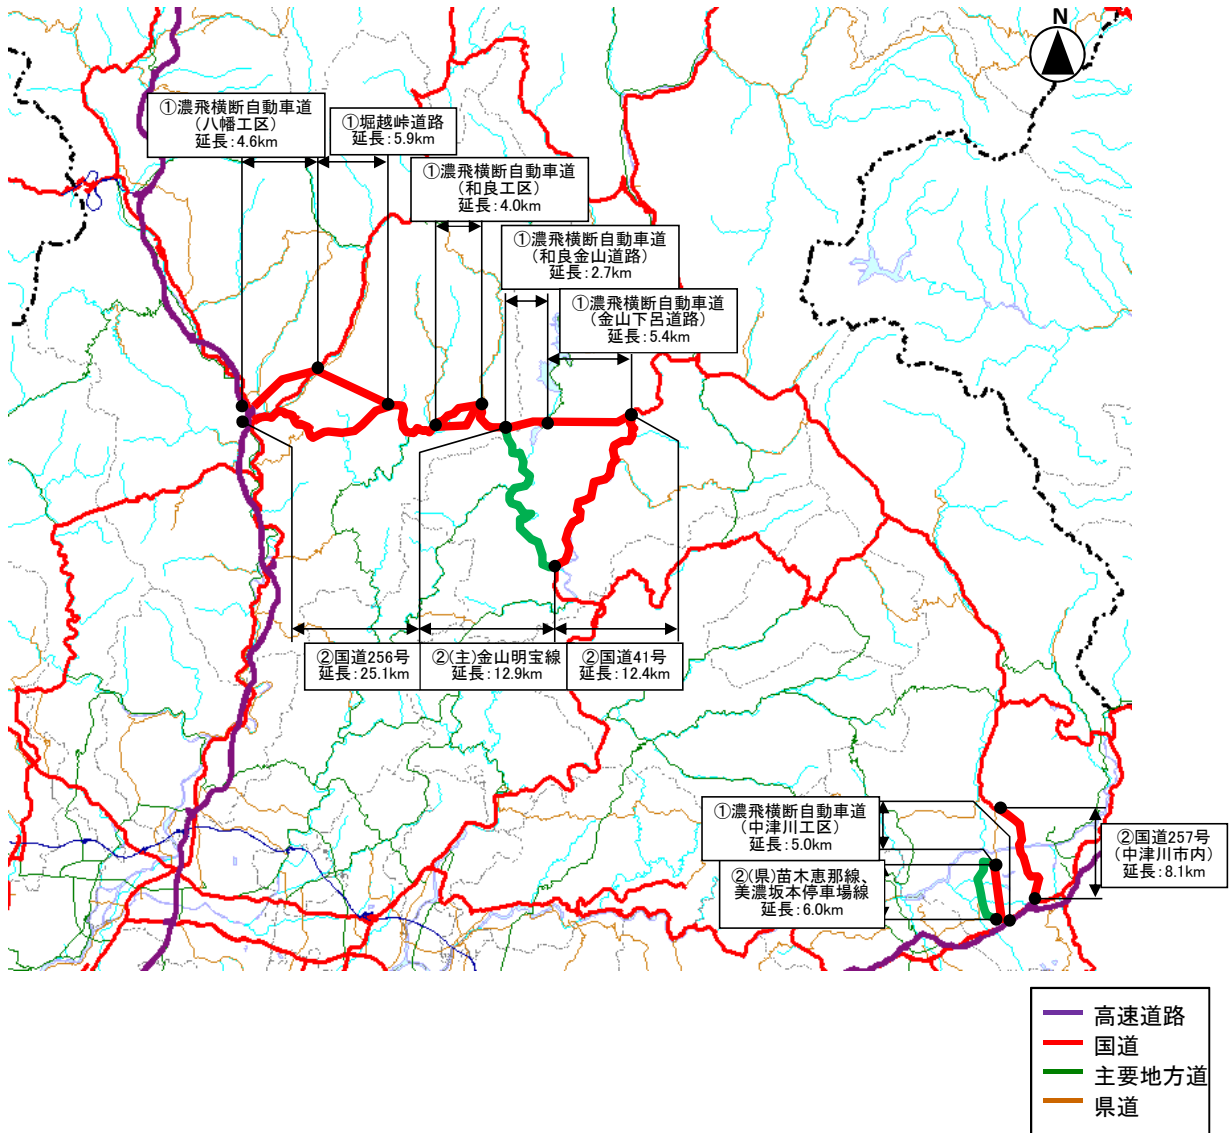 N
①濃飛横断自動車道
(八幡工区)
延長:4.6km
①堀越峠道路
延長:5.9km
①濃飛横断自動車道
(和良工区)
延長:4.0km
①濃飛横断自動車道
(和良金山道路)
延長:2.7km
①濃飛横断自動車道
(金山下呂道路)
延長:5.4km
②国道256号
延長:25.1km
②(主)金山明宝線
延長:12.9km
②国道41号
延長:12.4km
①濃飛横断自動車道
(中津川工区)
延長:5.0km
②(県)苗木恵那線、
美濃坂本停車場線
延長:6.0km
②国道257号
(中津川市内)
延長:8.1km
高速道路
国道
主要地方道
県道